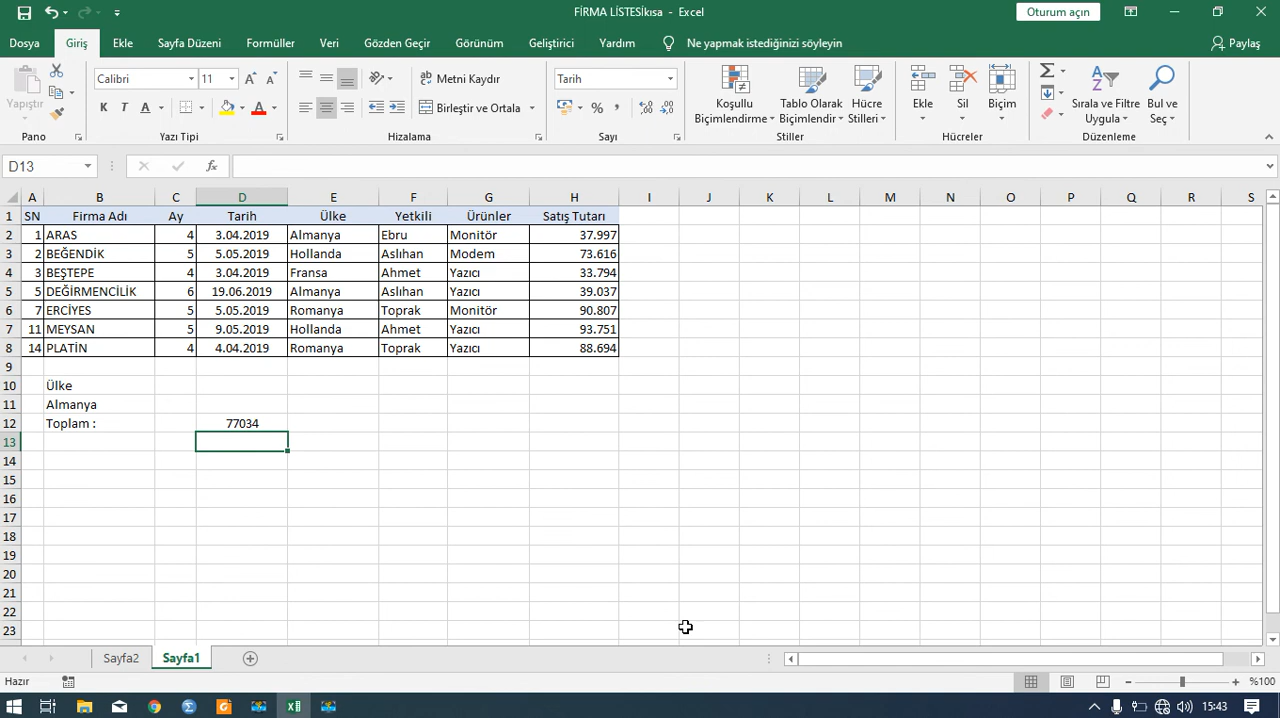 FİRMA LİSTESİkısa - Excel
Oturum açın
Dosya Giriş Ekle Sayfa Düzeni Formüller Veri Gözden Geçir Görünüm Geliştirici Yardım Ne yapmak istediğinizi söyleyin Paylaş
Yapıştır
Calibri 11
K T A
Metni Kaydır
Birleştir ve Ortala
Tarih
%
Koşullu Biçimlendirme
Tablo Olarak Biçimlendir
Hücre Stilleri
Ekle Sil Biçim
Sırala ve Filtre Uygula
Bul ve Seç
Pano Yazı Tipi Hizalama Sayı Stiller Hücreler Düzenleme
D13 fx
A B C D E F G H I J K L M N O P Q R S
1 SN Firma Adı Ay Tarih Ülke Yetkili Ürünler Satış Tutarı
2 1 ARAS 4 3.04.2019 Almanya Ebru Monitör 37.997
3 2 BEĞENDİK 5 5.05.2019 Hollanda Aslıhan Modem 73.616
4 3 BEŞTEPE 4 3.04.2019 Fransa Ahmet Yazıcı 33.794
5 5 DEĞİRMENCİLİK 6 19.06.2019 Almanya Aslıhan Yazıcı 39.037
6 7 ERCİYES 5 5.05.2019 Romanya Toprak Monitör 90.807
7 11 MEYSAN 5 9.05.2019 Hollanda Ahmet Yazıcı 93.751
8 14 PLATİN 4 4.04.2019 Romanya Toprak Yazıcı 88.694
9
10 Ülke
11 Almanya
12 Toplam : 77034
13
14
15
16
17
18
19
20
21
22
23
Sayfa2 Sayfa1
Hazır %100
15:43